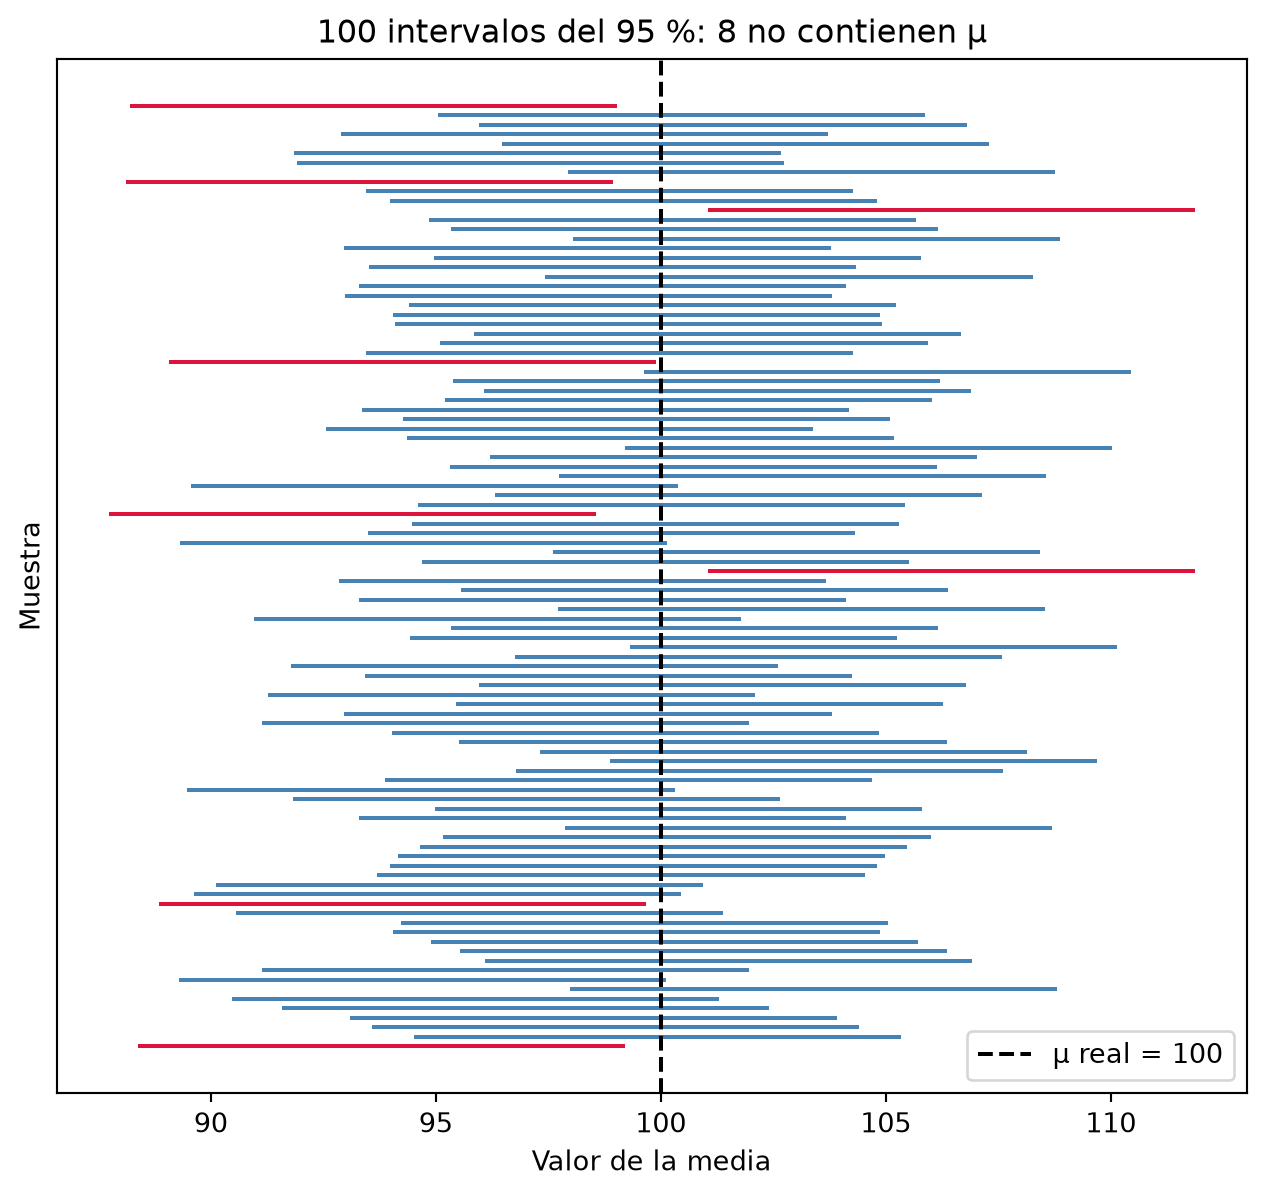 100 intervalos del 95 %: 8 no contienen μ
Muestra
μ real = 100
90 95 100 105 110
Valor de la media